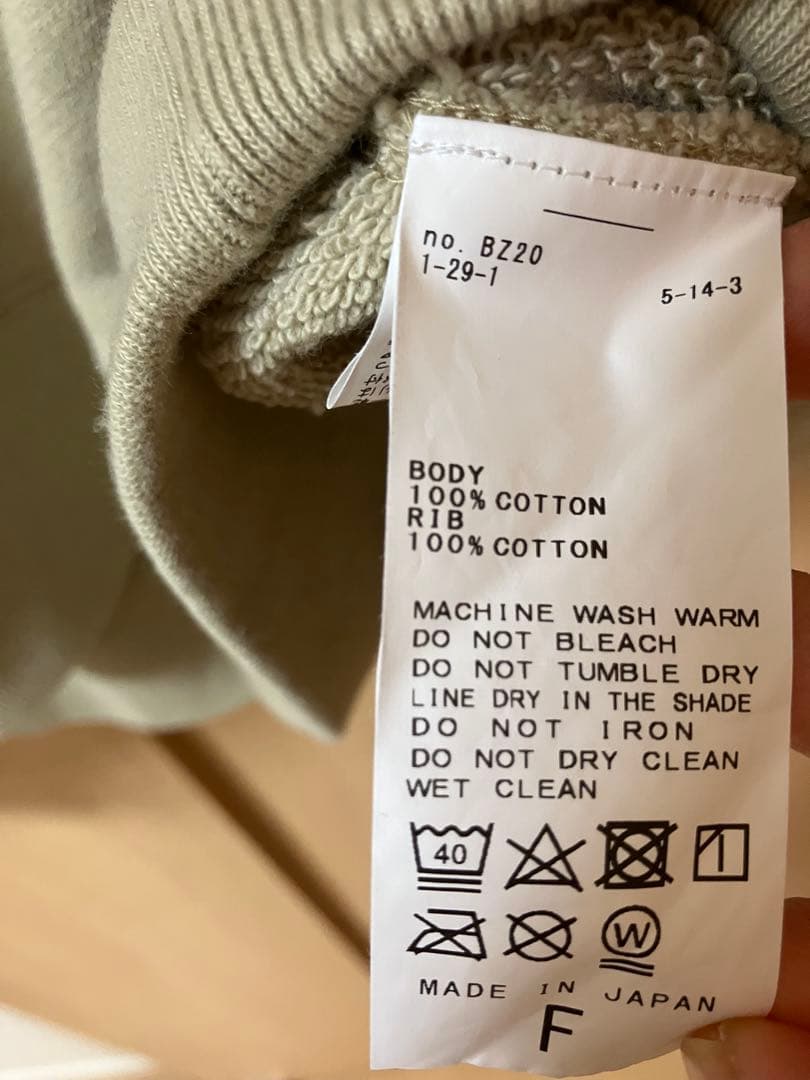 no. BZ20
1-29-1
5-14-3
BODY
100% COTTON
RIB
100% COTTON
MACHINE WASH WARM
DO NOT BLEACH
DO NOT TUMBLE DRY
LINE DRY IN THE SHADE
DO NOT IRON
DO NOT DRY CLEAN
WET CLEAN
40
W
MADE IN JAPAN
F